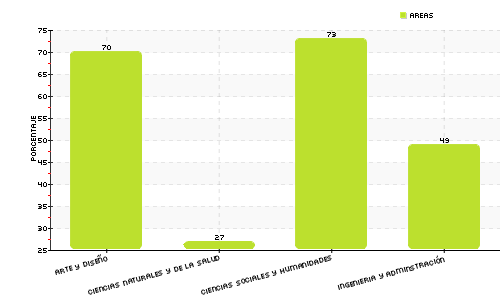 AREAS
75
70
65
60
55
50
45
40
35
30
25
PORCENTAJE
70
27
73
49
ARTE Y DISEÑO
CIENCIAS NATURALES Y DE LA SALUD
CIENCIAS SOCIALES Y HUMANIDADES
INGENIERIA Y ADMINSTRACIÓN